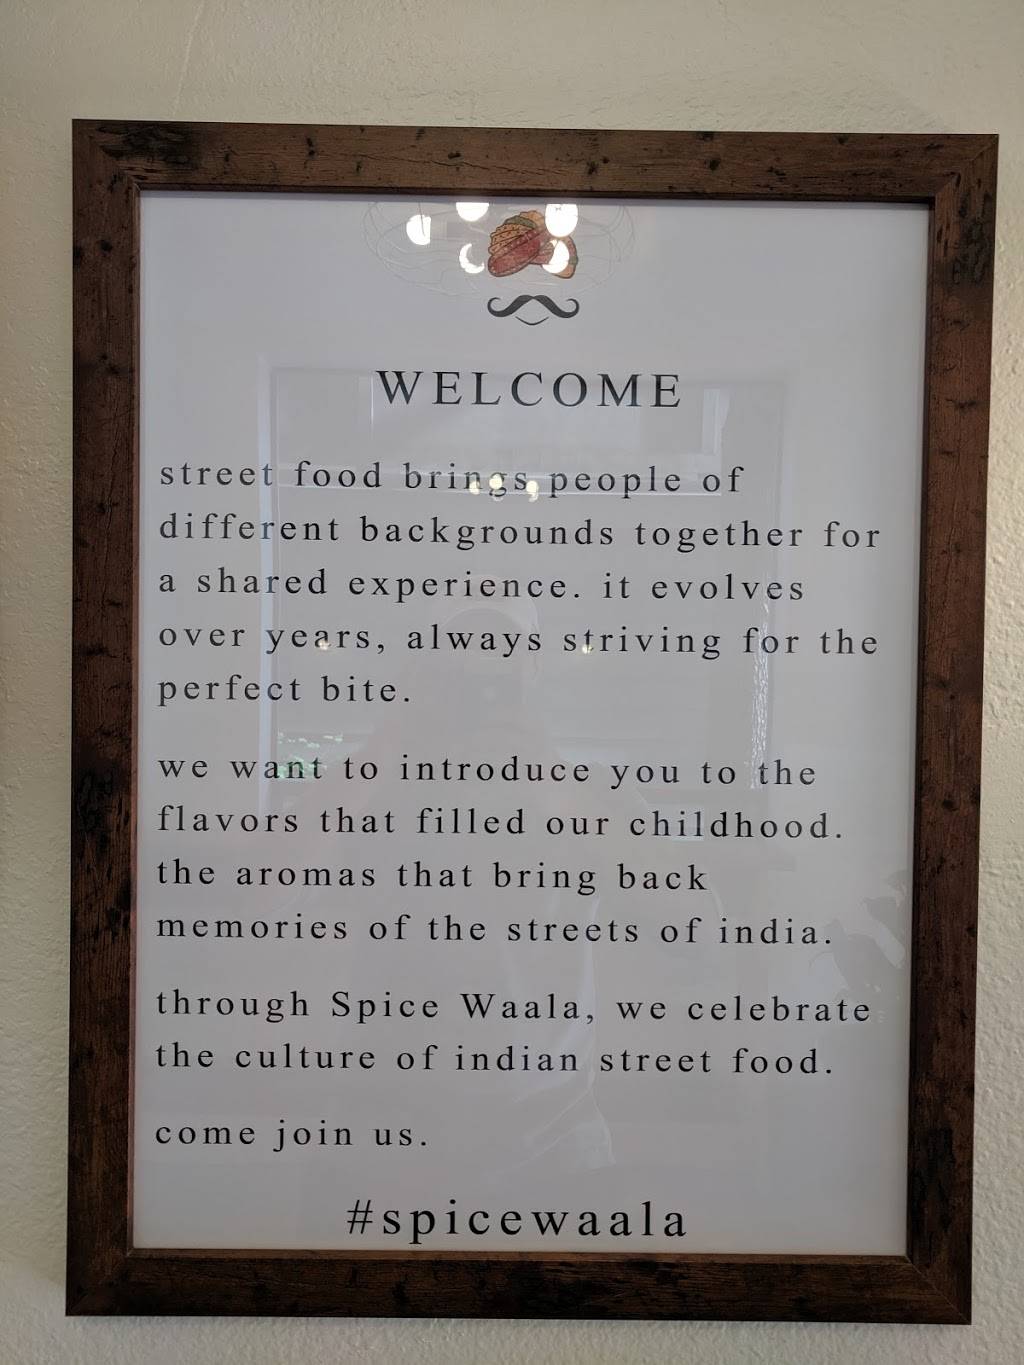 WELCOME
street food brings people of
different backgrounds together for
a shared experience. it evolves
over years, always striving for the
perfect bite.
we want to introduce you to the
flavors that filled our childhood.
the aromas that bring back
memories of the streets of india.
through Spice Waala, we celebrate
the culture of indian street food.
come join us.
#spicewaala